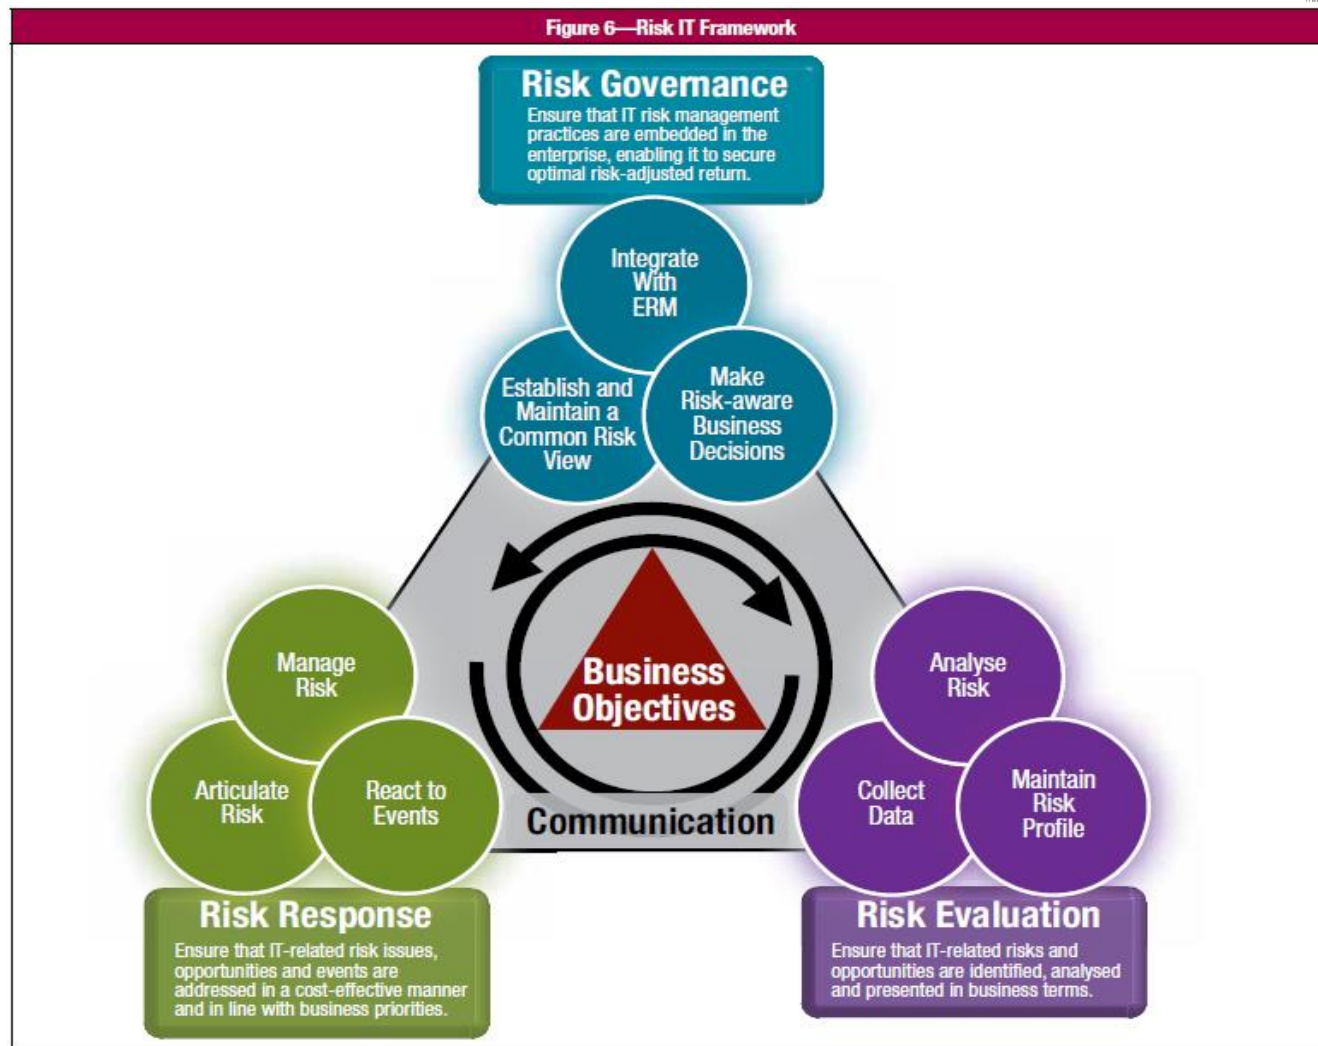 Figure 6—Risk IT Framework
Risk Governance
Ensure that IT risk management
practices are embedded in the
enterprise, enabling it to secure
optimal risk-adjusted return.
Integrate
With
ERM
Establish and
Maintain a
Common Risk
View
Make
Risk-aware
Business
Decisions
Business
Objectives
Communication
Manage
Risk
Articulate
Risk
React to
Events
Risk Response
Ensure that IT-related risk issues,
opportunities and events are
addressed in a cost-effective manner
and in line with business priorities.
Analyse
Risk
Collect
Data
Maintain
Risk
Profile
Risk Evaluation
Ensure that IT-related risks and
opportunities are identified, analysed
and presented in business terms.